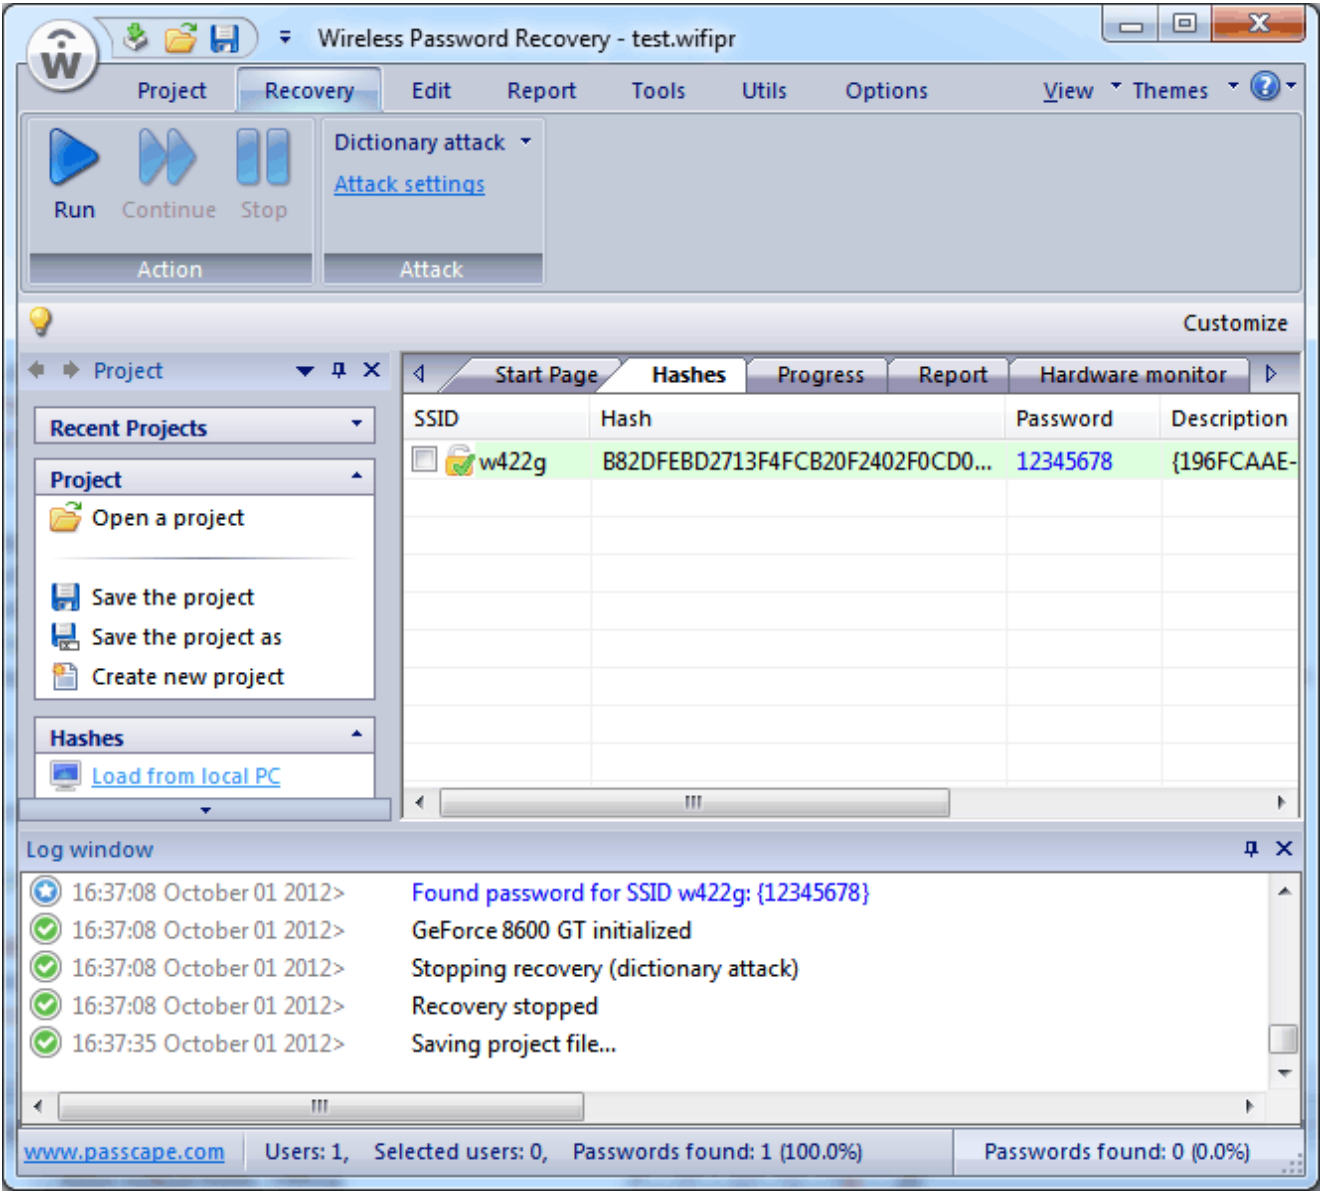 Wireless Password Recovery - test.wifipr
Project Recovery Edit Report Tools Utils Options View Themes
Run Continue Stop
Action
Dictionary attack
Attack settings
Attack
Customize
Project
Recent Projects
Project
Open a project
Save the project
Save the project as
Create new project
Hashes
Load from local PC
Start Page Hashes Progress Report Hardware monitor
SSID Hash Password Description
w422g B82DFEBD2713F4FCB20F2402F0CD0... 12345678 {196FCAAE-
Log window
16:37:08 October 01 2012> Found password for SSID w422g: {12345678}
16:37:08 October 01 2012> GeForce 8600 GT initialized
16:37:08 October 01 2012> Stopping recovery (dictionary attack)
16:37:08 October 01 2012> Recovery stopped
16:37:35 October 01 2012> Saving project file...
www.passcape.com Users: 1, Selected users: 0, Passwords found: 1 (100.0%) Passwords found: 0 (0.0%)